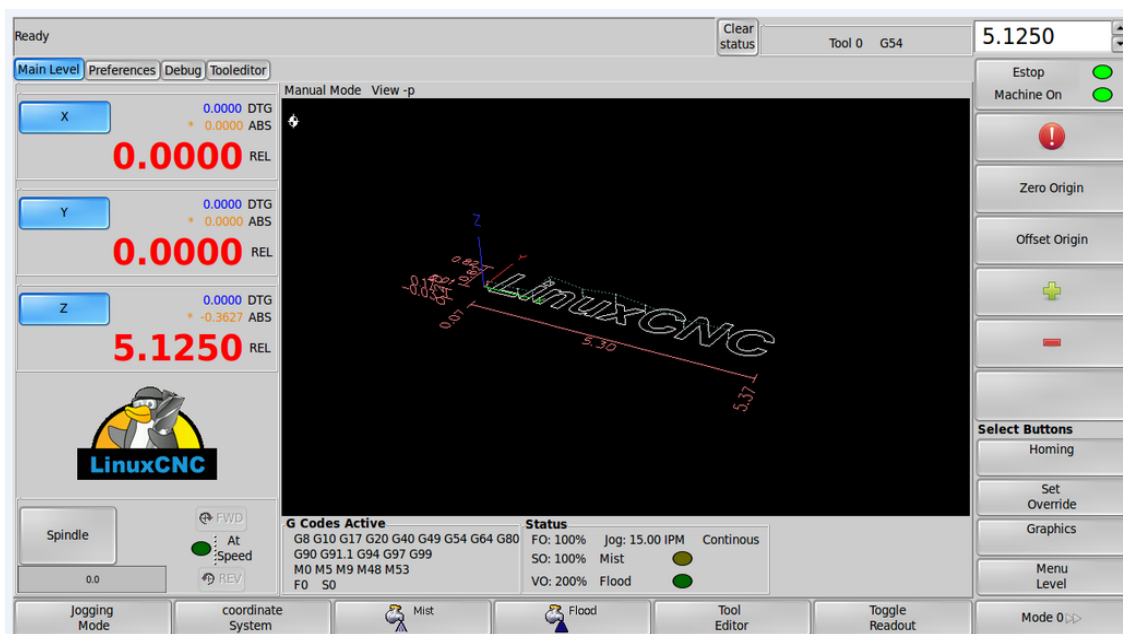 Ready
Clear
status
Tool 0 G54
5.1250
Main Level Preferences Debug Tooleditor
Estop
Machine On
Manual Mode View -p
X
0.0000 DTG
* 0.0000 ABS
0.0000 REL
Zero Origin
Y
0.0000 DTG
* 0.0000 ABS
0.0000 REL
Offset Origin
Z
0.0000 DTG
* -0.3627 ABS
5.1250 REL
Z
Y
0.82
0.07
5.30
5.37
LinuxCNC
LinuxCNC
Select Buttons
Homing
Set
Override
Graphics
Menu
Level
Spindle
FWD
At
Speed
REV
0.0
G Codes Active
G8 G10 G17 G20 G40 G49 G54 G64 G80
G90 G91.1 G94 G97 G99
M0 M5 M9 M48 M53
F0 S0
Status
FO: 100% Jog: 15.00 IPM Continous
SO: 100% Mist
VO: 200% Flood
Jogging
Mode
coordinate
System
Mist
Flood
Tool
Editor
Toggle
Readout
Mode 0